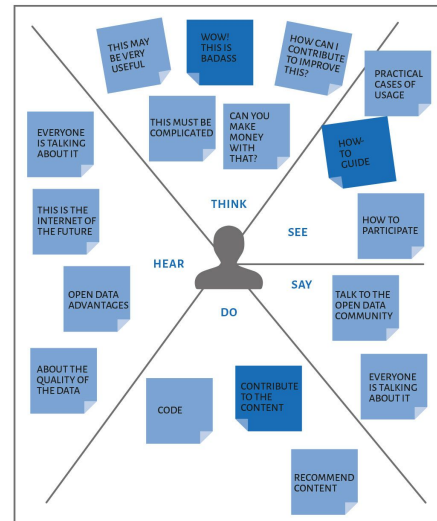 THIS MAY
BE VERY
USEFUL
WOW!
THIS IS
BADASS
HOW CAN I
CONTRIBUTE
TO IMPROVE
THIS?
PRACTICAL
CASES OF
USAGE
THIS MUST BE
COMPLICATED
CAN YOU
MAKE
MONEY
WITH
THAT?
HOW-
TO
GUIDE
EVERYONE
IS TALKING
ABOUT IT
THIS IS THE
INTERNET OF
THE FUTURE
THINK
SEE
HOW TO
PARTICIPATE
HEAR
SAY
DO
OPEN DATA
ADVANTAGES
TALK TO THE
OPEN DATA
COMMUNITY
ABOUT THE
QUALITY OF
THE DATA
CODE
CONTRIBUTE
TO THE
CONTENT
EVERYONE
IS TALKING
ABOUT IT
RECOMMEND
CONTENT